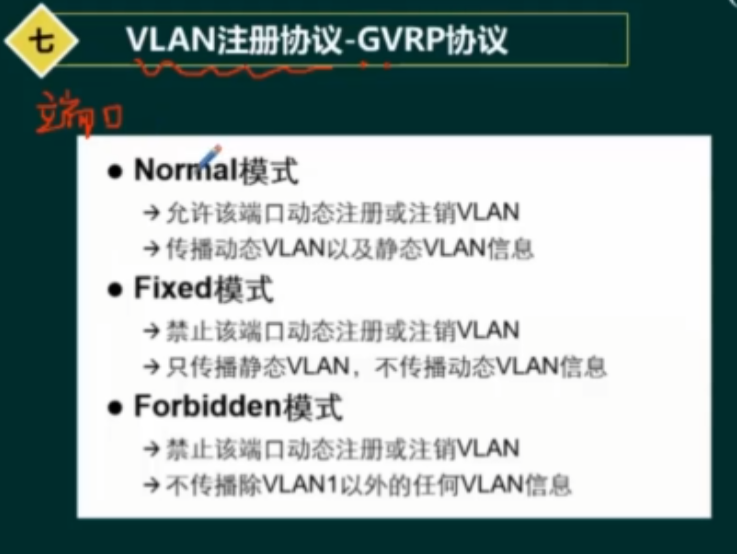 七
VLAN注册协议-GVRP协议
端口
● Normal模式
→允许该端口动态注册或注销VLAN
→传播动态VLAN以及静态VLAN信息
● Fixed模式
→禁止该端口动态注册或注销VLAN
→只传播静态VLAN，不传播动态VLAN信息
● Forbidden模式
→禁止该端口动态注册或注销VLAN
→不传播除VLAN1以外的任何VLAN信息